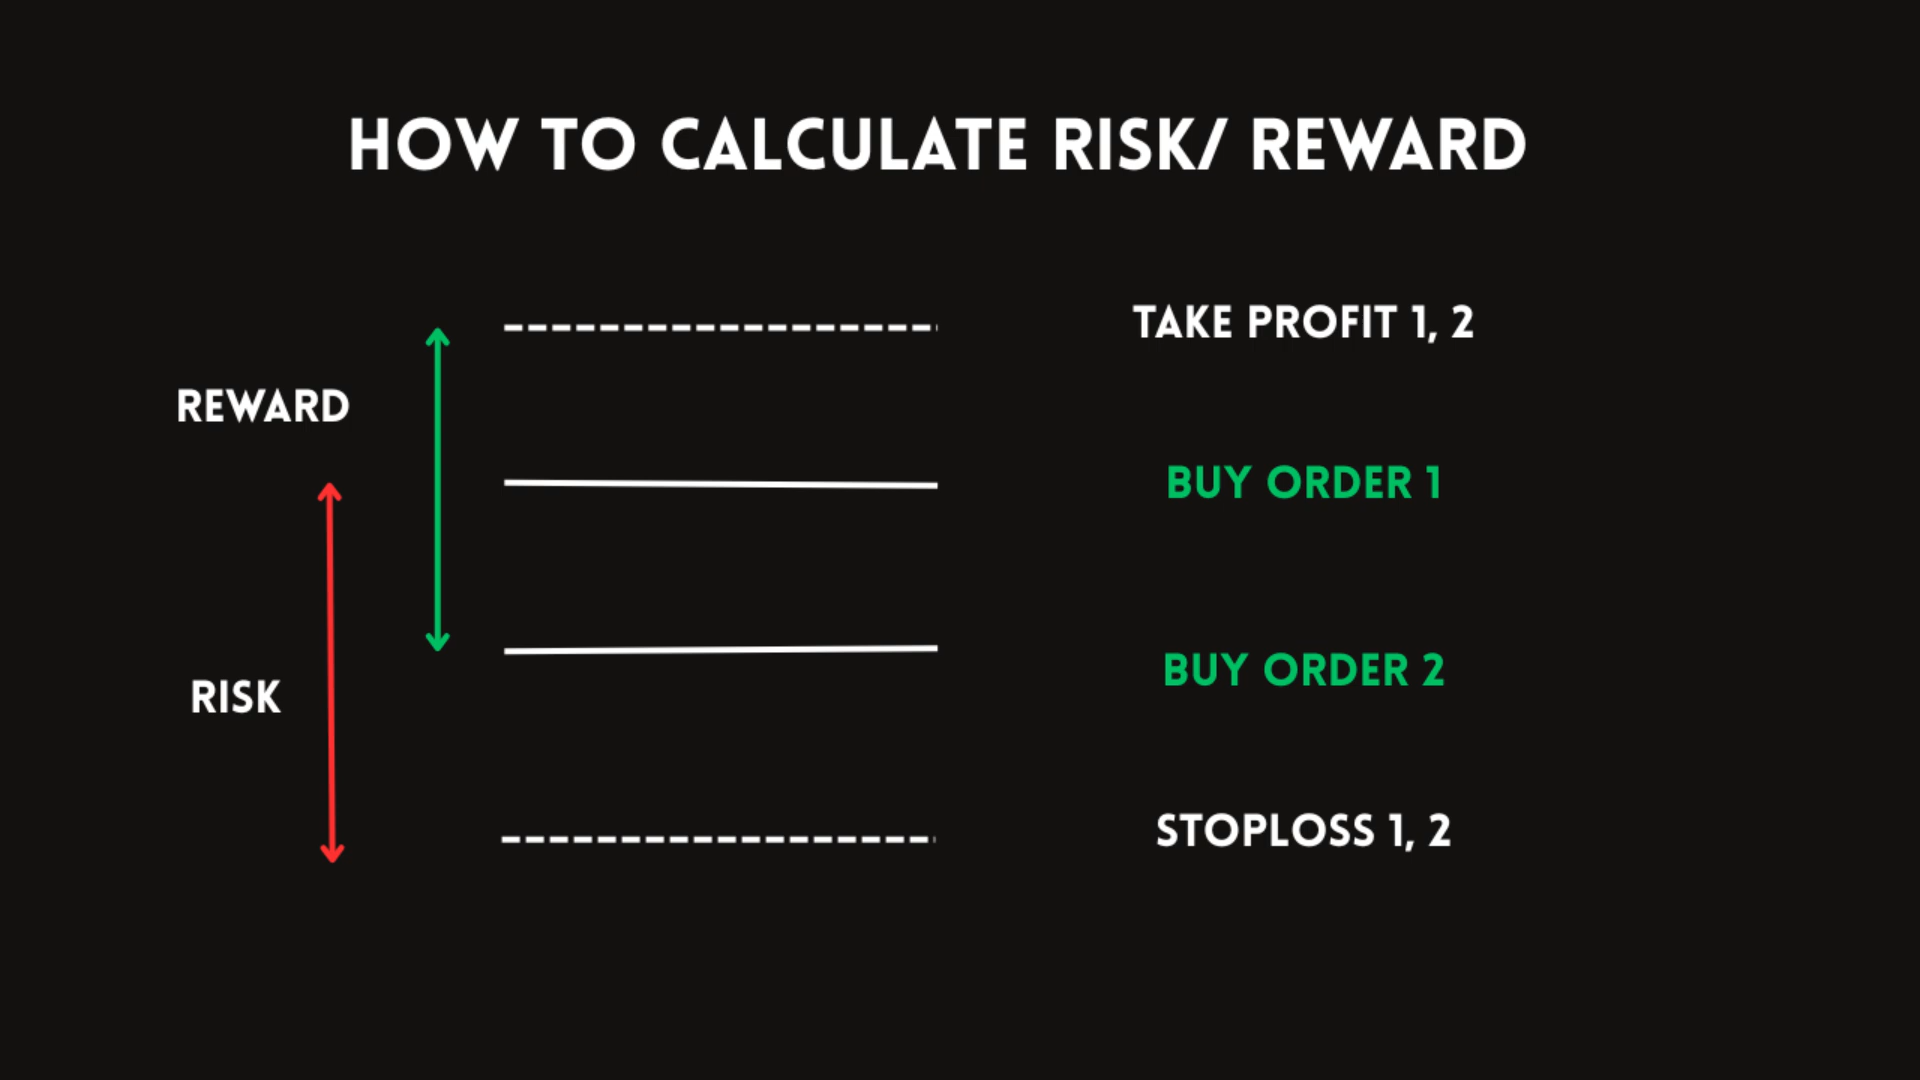 HOW TO CALCULATE RISK/ REWARD
TAKE PROFIT 1, 2
REWARD
BUY ORDER 1
BUY ORDER 2
RISK
STOPLOSS 1, 2